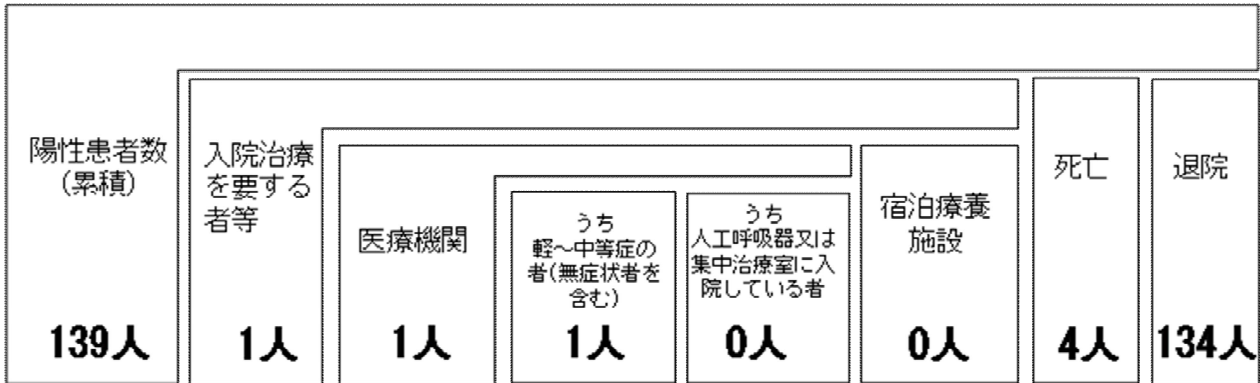 陽性患者数
(累積)
139人
入院治療
を要する
者等
1人
医療機関
1人
うち
軽～中等症の
者(無症状者を
含む)
1人
うち
人工呼吸器又は
集中治療室に入
院している者
0人
宿泊療養
施設
0人
死亡
4人
退院
134人